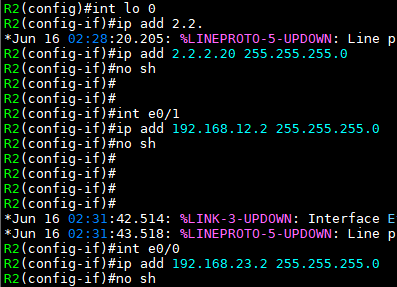 R2(config)#int lo 0
R2(config-if)#ip add 2.2.
*Jun 16 02:28:20.205: %LINEPROTO-5-UPDOWN: Line p
R2(config-if)#ip add 2.2.2.20 255.255.255.0
R2(config-if)#no sh
R2(config-if)#
R2(config-if)#
R2(config-if)#int e0/1
R2(config-if)#ip add 192.168.12.2 255.255.255.0
R2(config-if)#no sh
R2(config-if)#
R2(config-if)#
R2(config-if)#
R2(config-if)#
*Jun 16 02:31:42.514: %LINK-3-UPDOWN: Interface E
*Jun 16 02:31:43.518: %LINEPROTO-5-UPDOWN: Line p
R2(config-if)#int e0/0
R2(config-if)#ip add 192.168.23.2 255.255.255.0
R2(config-if)#no sh